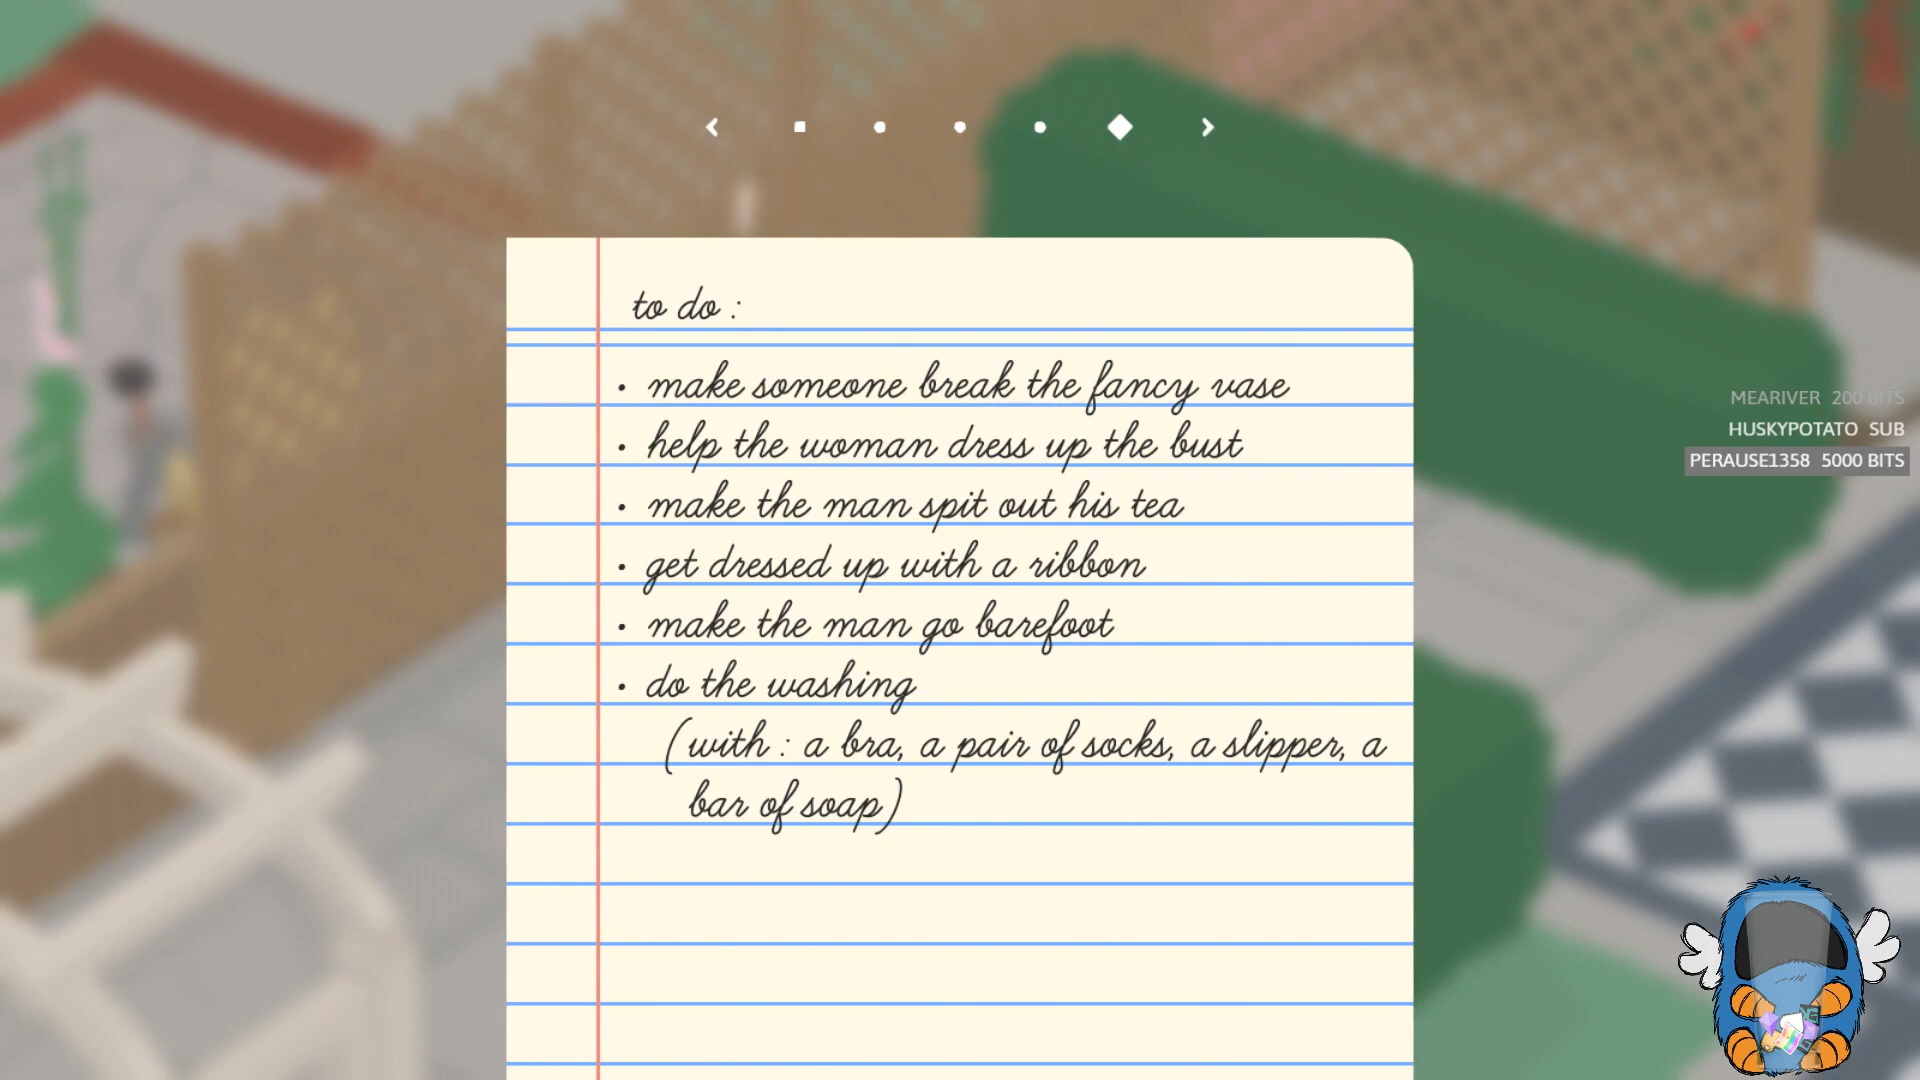 to do :
• make someone break the fancy vase
• help the woman dress up the bust
• make the man spit out his tea
• get dressed up with a ribbon
• make the man go barefoot
• do the washing
(with : a bra, a pair of socks, a slipper, a
bar of soap)
MEARIVER 200 BITS
HUSKYPOTATO SUB
PERAUSE1358 5000 BITS